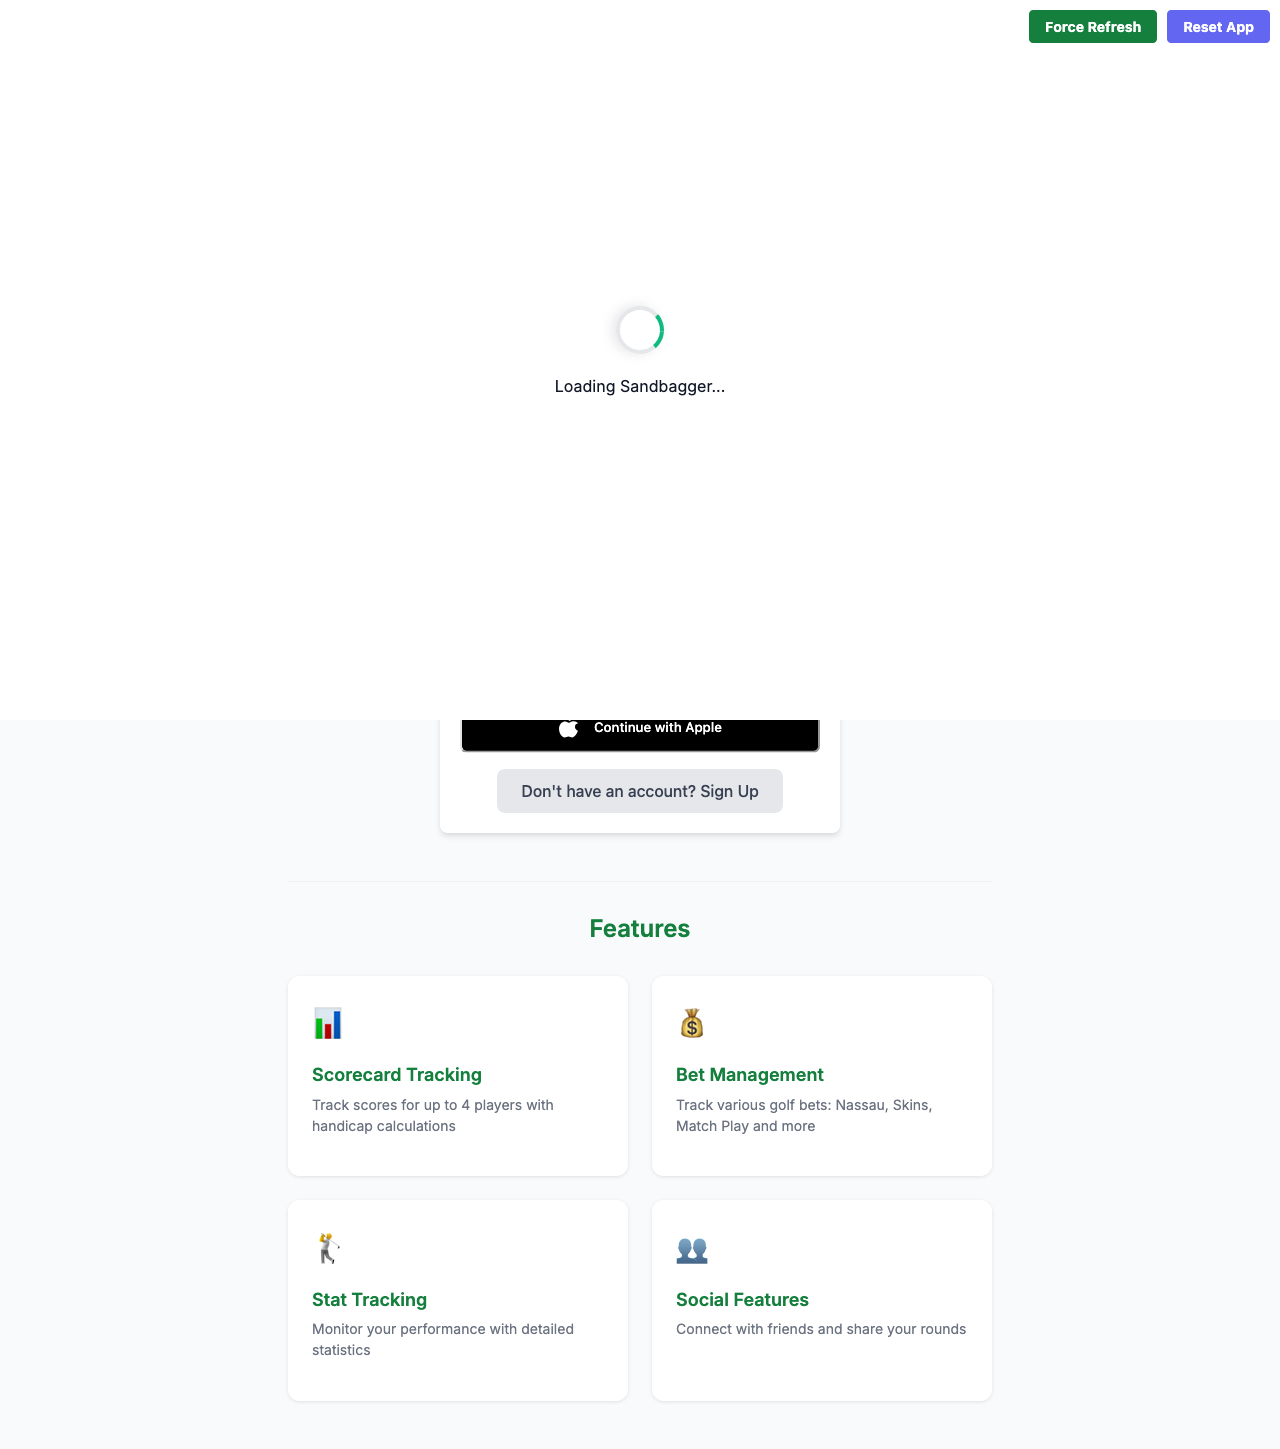 Force Refresh
Reset App
Loading Sandbagger...
Continue with Apple
Don't have an account? Sign Up
Features
Scorecard Tracking
Track scores for up to 4 players with
handicap calculations
Bet Management
Track various golf bets: Nassau, Skins,
Match Play and more
Stat Tracking
Monitor your performance with detailed
statistics
Social Features
Connect with friends and share your rounds